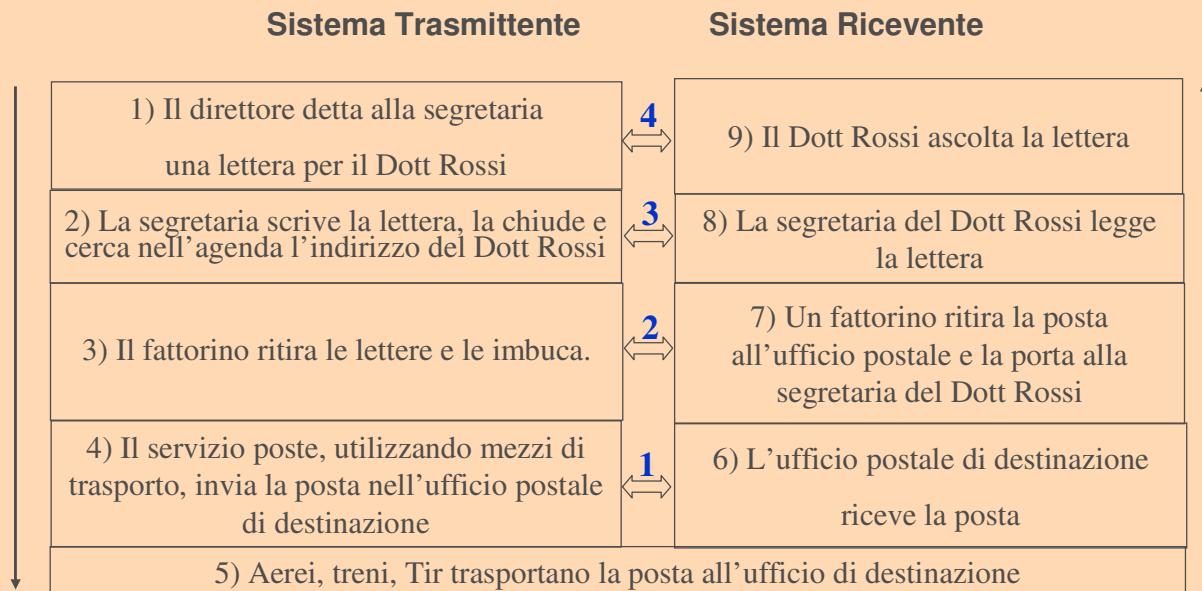 Sistema Trasmittente
Sistema Ricevente
1) Il direttore detta alla segretaria
una lettera per il Dott Rossi
4
9) Il Dott Rossi ascolta la lettera
2) La segretaria scrive la lettera, la chiude e
cerca nell’agenda l’indirizzo del Dott Rossi
3
8) La segretaria del Dott Rossi legge
la lettera
3) Il fattorino ritira le lettere e le imbuca.
2
7) Un fattorino ritira la posta
all’ufficio postale e la porta alla
segretaria del Dott Rossi
4) Il servizio poste, utilizzando mezzi di
trasporto, invia la posta nell’ufficio postale
di destinazione
1
6) L’ufficio postale di destinazione
riceve la posta
5) Aerei, treni, Tir trasportano la posta all’ufficio di destinazione